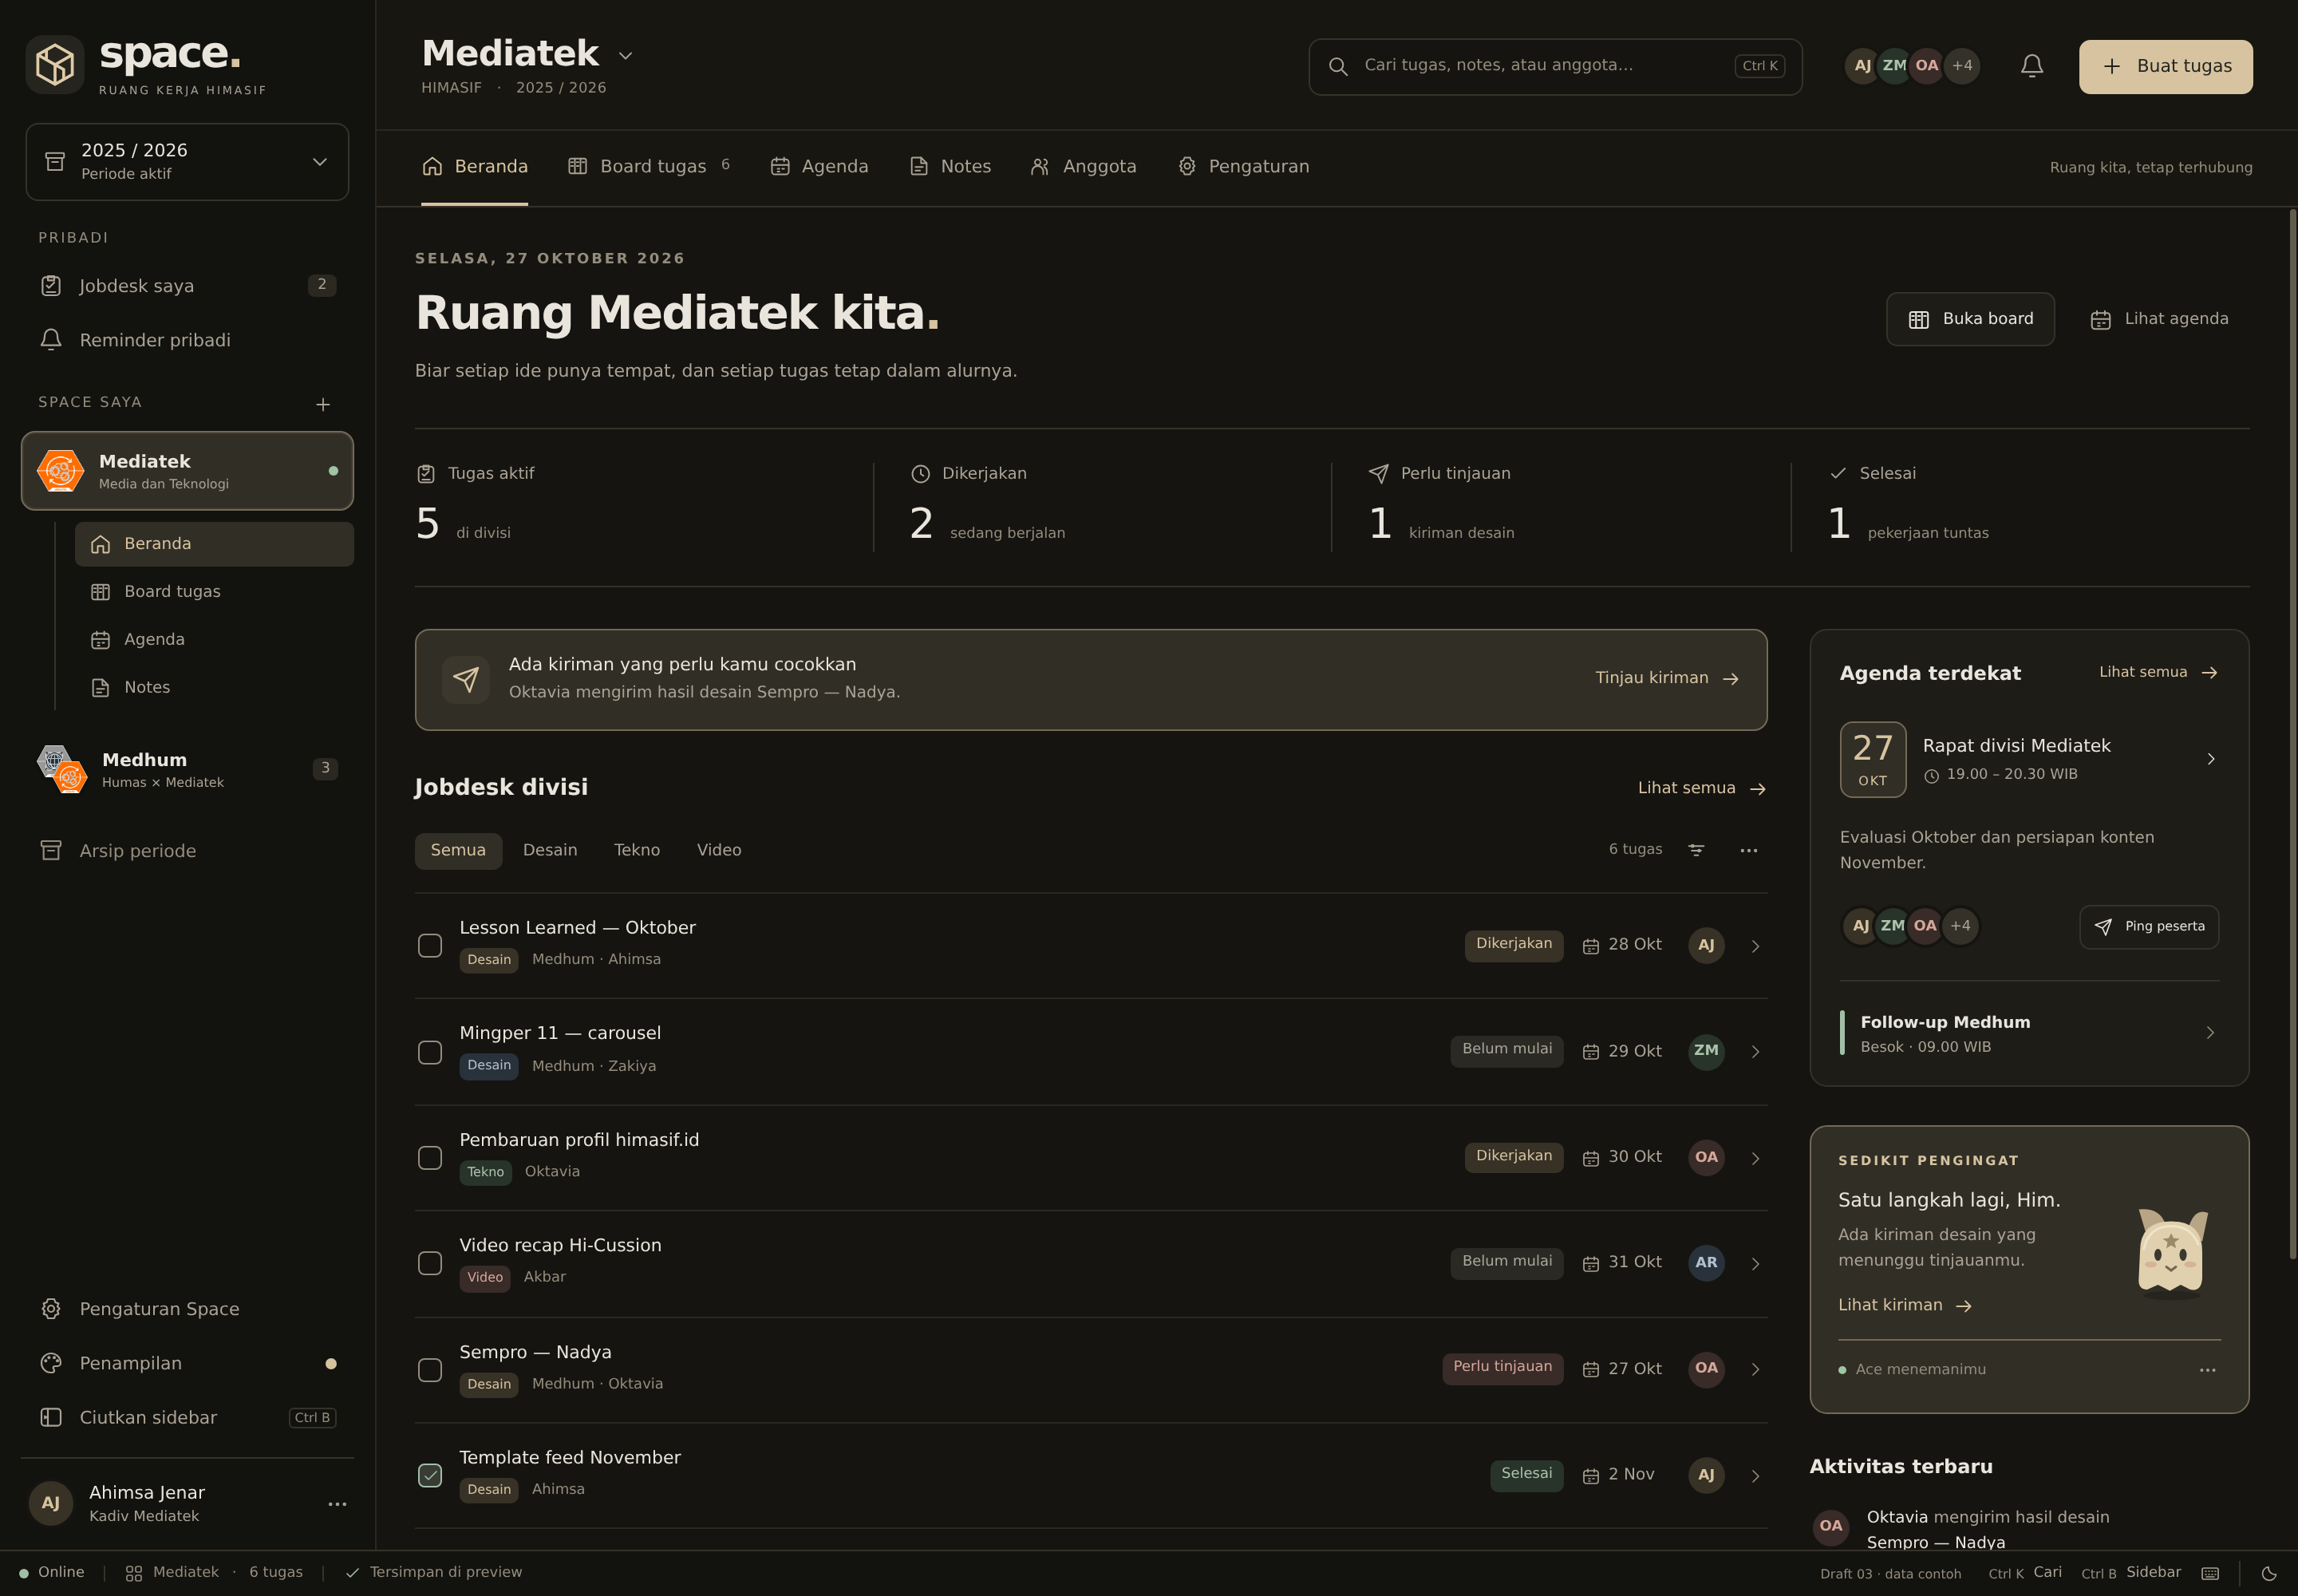 space.
RUANG KERJA HIMASIF
2025 / 2026
Periode aktif
PRIBADI
Jobdesk saya 2
Reminder pribadi
SPACE SAYA
Mediatek
Media dan Teknologi
Beranda
Board tugas
Agenda
Notes
Medhum
Humas × Mediatek
3
Arsip periode
Pengaturan Space
Penampilan
Ciutkan sidebar Ctrl B
AJ
Ahimsa Jenar
Kadiv Mediatek
Mediatek
HIMASIF · 2025 / 2026
Cari tugas, notes, atau anggota... Ctrl K
AJ ZM OA +4
Buat tugas
Beranda Board tugas 6 Agenda Notes Anggota Pengaturan
Ruang kita, tetap terhubung
SELASA, 27 OKTOBER 2026
Ruang Mediatek kita.
Biar setiap ide punya tempat, dan setiap tugas tetap dalam alurnya.
Buka board Lihat agenda
Tugas aktif
5 di divisi
Dikerjakan
2 sedang berjalan
Perlu tinjauan
1 kiriman desain
Selesai
1 pekerjaan tuntas
Ada kiriman yang perlu kamu cocokkan
Oktavia mengirim hasil desain Sempro — Nadya.
Tinjau kiriman
Jobdesk divisi Lihat semua
Semua Desain Tekno Video 6 tugas
Lesson Learned — Oktober
Desain Medhum · Ahimsa
Dikerjakan 28 Okt AJ
Mingper 11 — carousel
Desain Medhum · Zakiya
Belum mulai 29 Okt ZM
Pembaruan profil himasif.id
Tekno Oktavia
Dikerjakan 30 Okt OA
Video recap Hi-Cussion
Video Akbar
Belum mulai 31 Okt AR
Sempro — Nadya
Desain Medhum · Oktavia
Perlu tinjauan 27 Okt OA
Template feed November
Desain Ahimsa
Selesai 2 Nov AJ
Agenda terdekat Lihat semua
27
OKT
Rapat divisi Mediatek
19.00 – 20.30 WIB
Evaluasi Oktober dan persiapan konten
November.
AJ ZM OA +4
Ping peserta
Follow-up Medhum
Besok · 09.00 WIB
SEDIKIT PENGINGAT
Satu langkah lagi, Him.
Ada kiriman desain yang
menunggu tinjauanmu.
Lihat kiriman
Ace menemanimu
Aktivitas terbaru
OA
Oktavia mengirim hasil desain
Sempro — Nadya
Online Mediatek · 6 tugas Tersimpan di preview
Draft 03 · data contoh Ctrl K Cari Ctrl B Sidebar